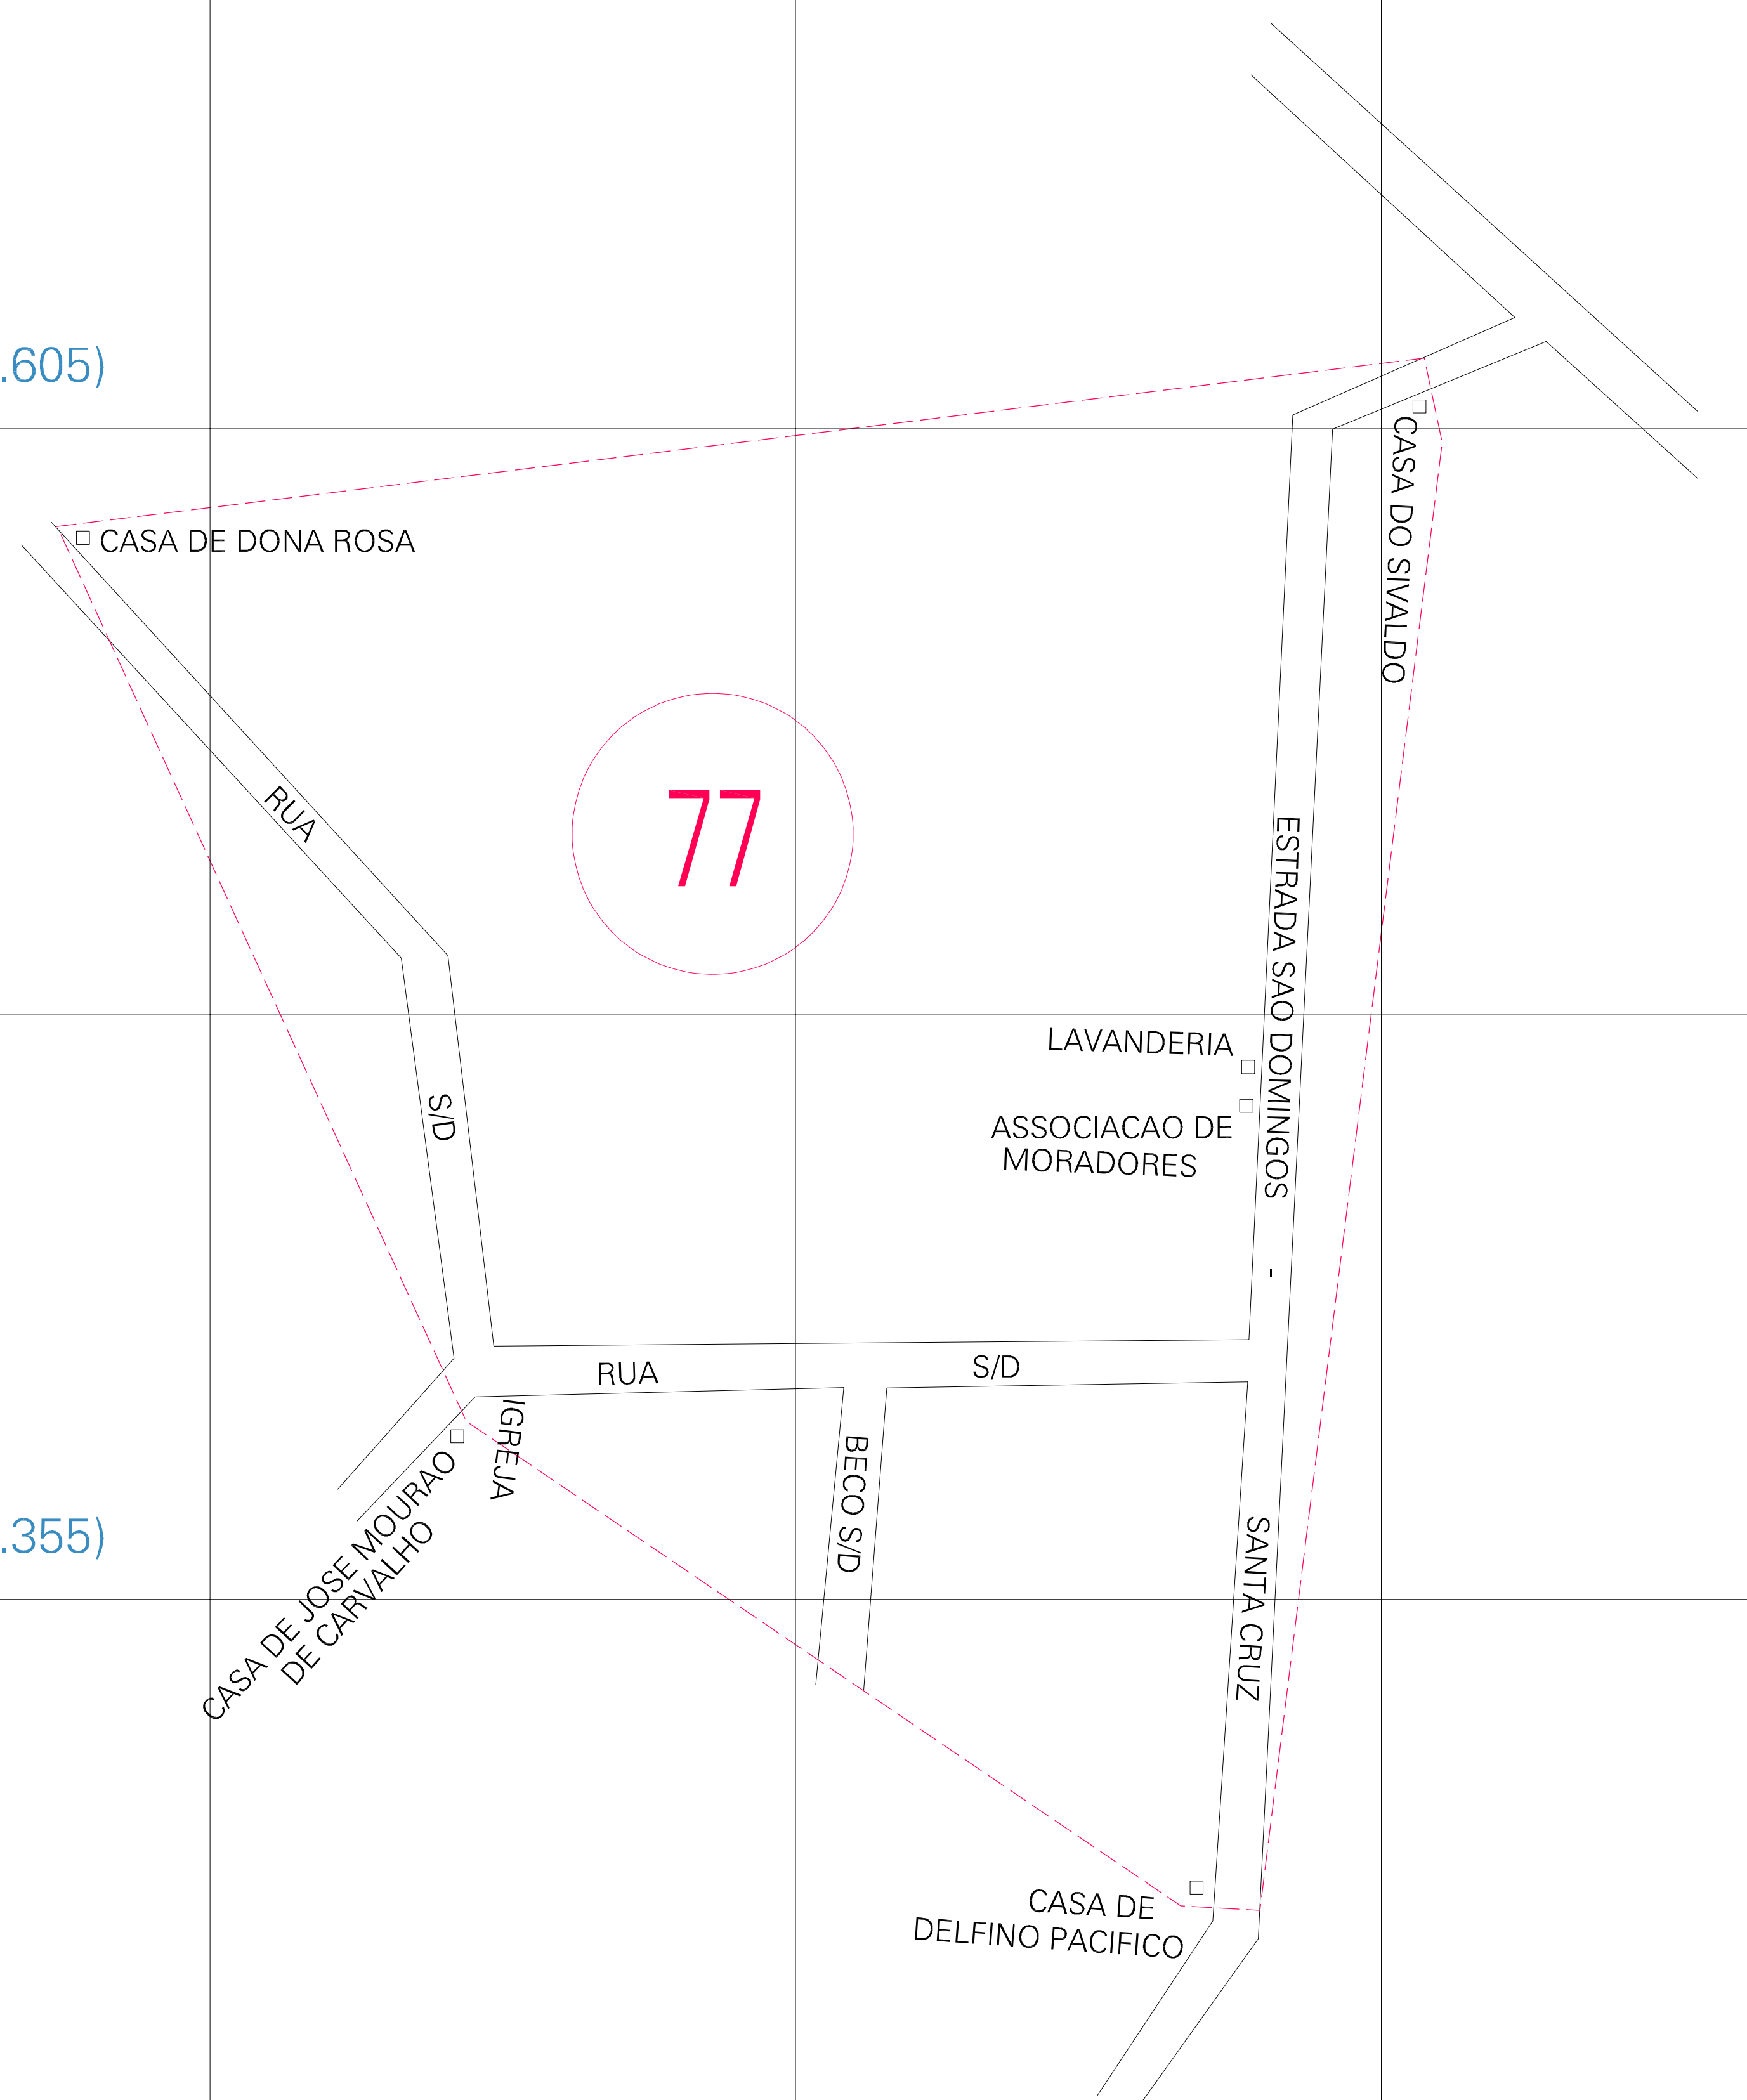 .605)
CASA DE DONA ROSA
CASA DO SIVALDO
77
RUA
S/D
ESTRADA SAO DOMINGOS - SANTA CRUZ
LAVANDERIA
ASSOCIACAO DE
MORADORES
RUA S/D
IGREJA
BECO S/D
CASA DE JOSE MOURAO
DE CARVALHO
.355)
CASA DE
DELFINO PACIFICO